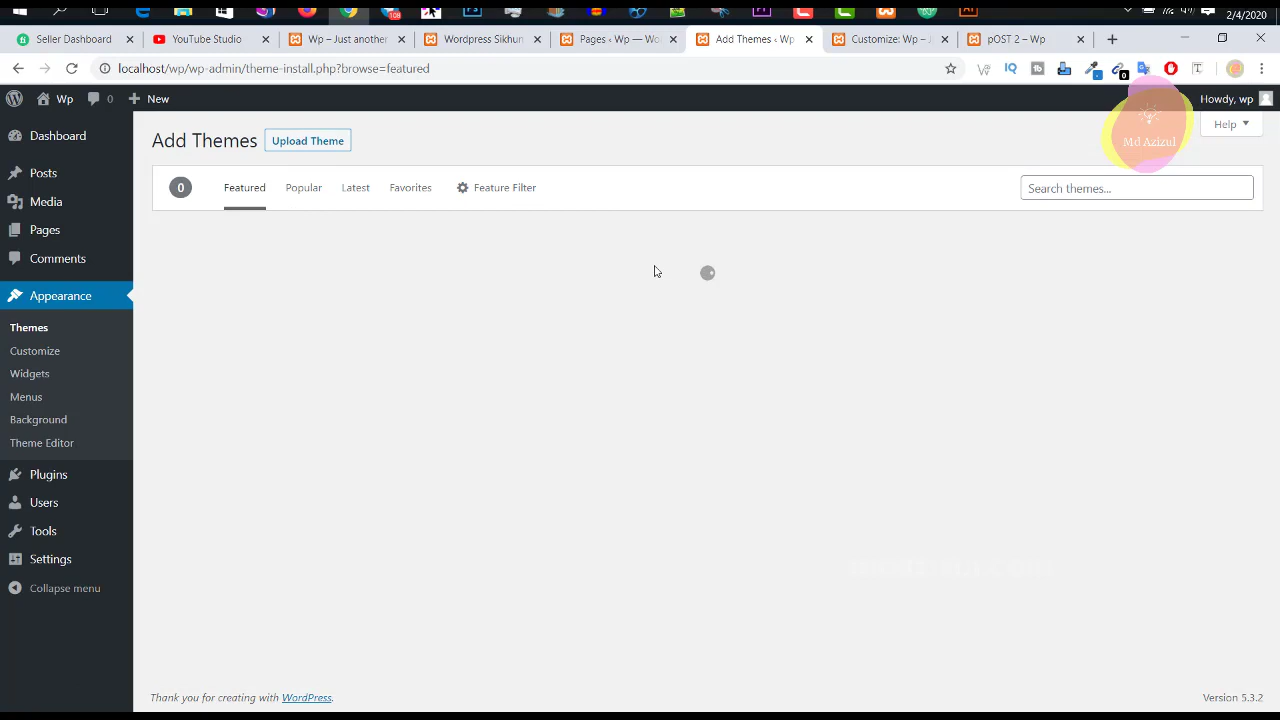 108
2/4/2020
Seller Dashboard
YouTube Studio
Wp – Just another
Wordpress Sikhun
Pages ‹ Wp — Wo
Add Themes ‹ Wp
Customize: Wp – J
pOST 2 – Wp
localhost/wp/wp-admin/theme-install.php?browse=featured
Wp
0
New
Howdy, wp
Add Themes
Upload Theme
Help
Md Azizul
0
Featured
Popular
Latest
Favorites
Feature Filter
Search themes...
Dashboard
Posts
Media
Pages
Comments
Appearance
Themes
Customize
Widgets
Menus
Background
Theme Editor
Plugins
Users
Tools
Settings
Collapse menu
Thank you for creating with WordPress.
Version 5.3.2